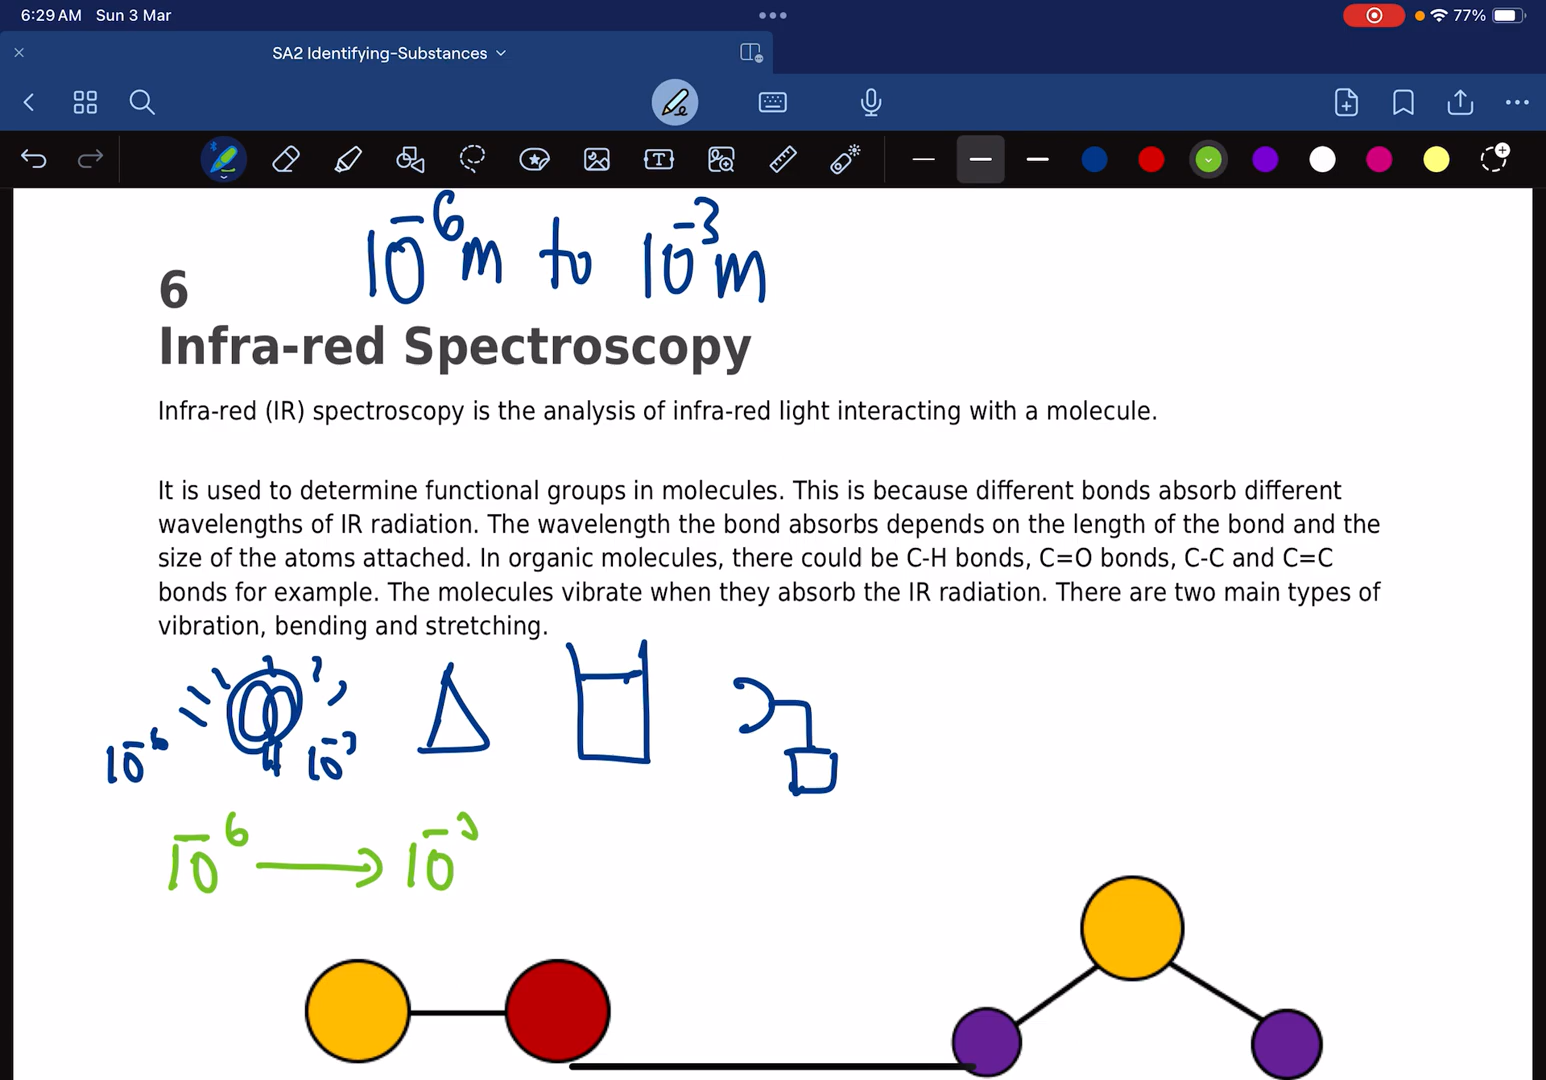 6:29 AM Sun 3 Mar
77%
SA2 Identifying-Substances
10⁻⁶m to 10⁻³m
6
Infra-red Spectroscopy
Infra-red (IR) spectroscopy is the analysis of infra-red light interacting with a molecule.
It is used to determine functional groups in molecules. This is because different bonds absorb different
wavelengths of IR radiation. The wavelength the bond absorbs depends on the length of the bond and the
size of the atoms attached. In organic molecules, there could be C-H bonds, C=O bonds, C-C and C=C
bonds for example. The molecules vibrate when they absorb the IR radiation. There are two main types of
vibration, bending and stretching.
10⁻⁶ 10⁻³
10⁻⁶ → 10⁻³